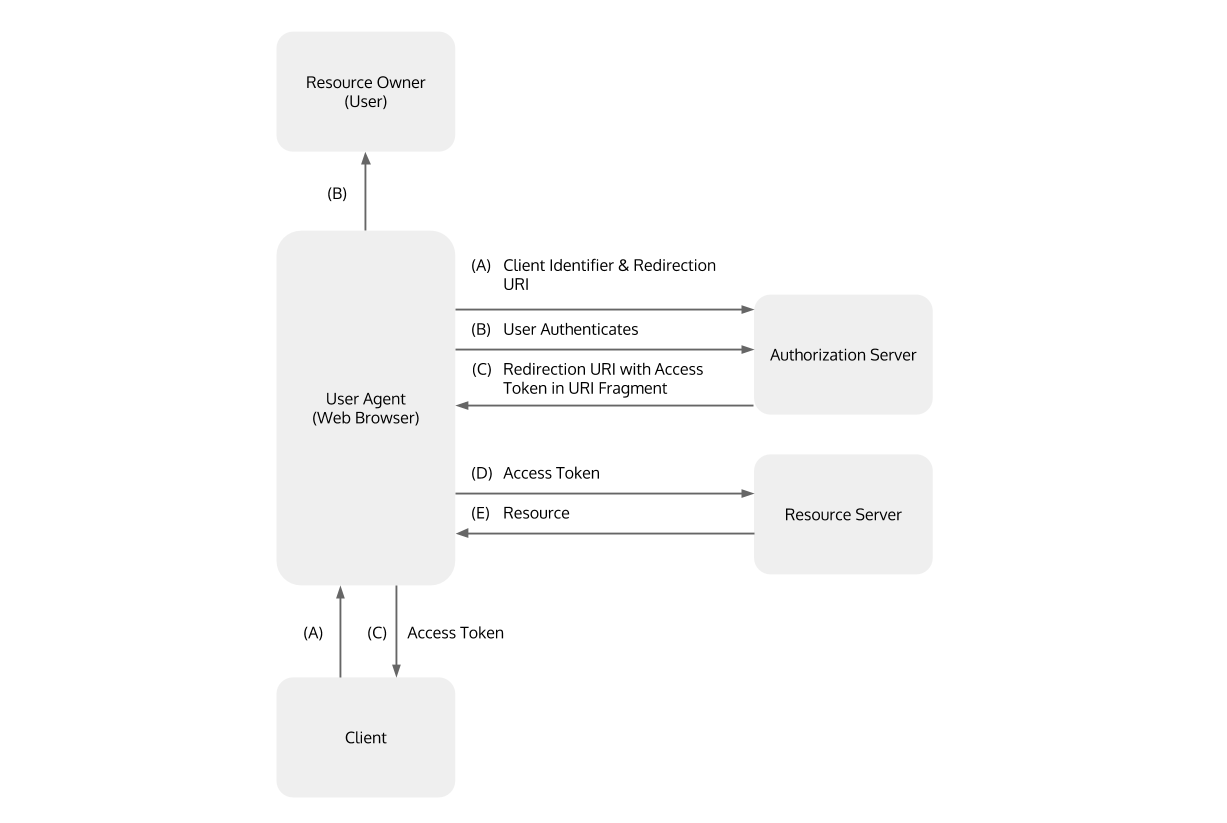 Resource Owner
(User)
(B)
(A) Client Identifier & Redirection
URI
(B) User Authenticates
(C) Redirection URI with Access
Token in URI Fragment
Authorization Server
User Agent
(Web Browser)
(D) Access Token
(E) Resource
Resource Server
(A)
(C) Access Token
Client